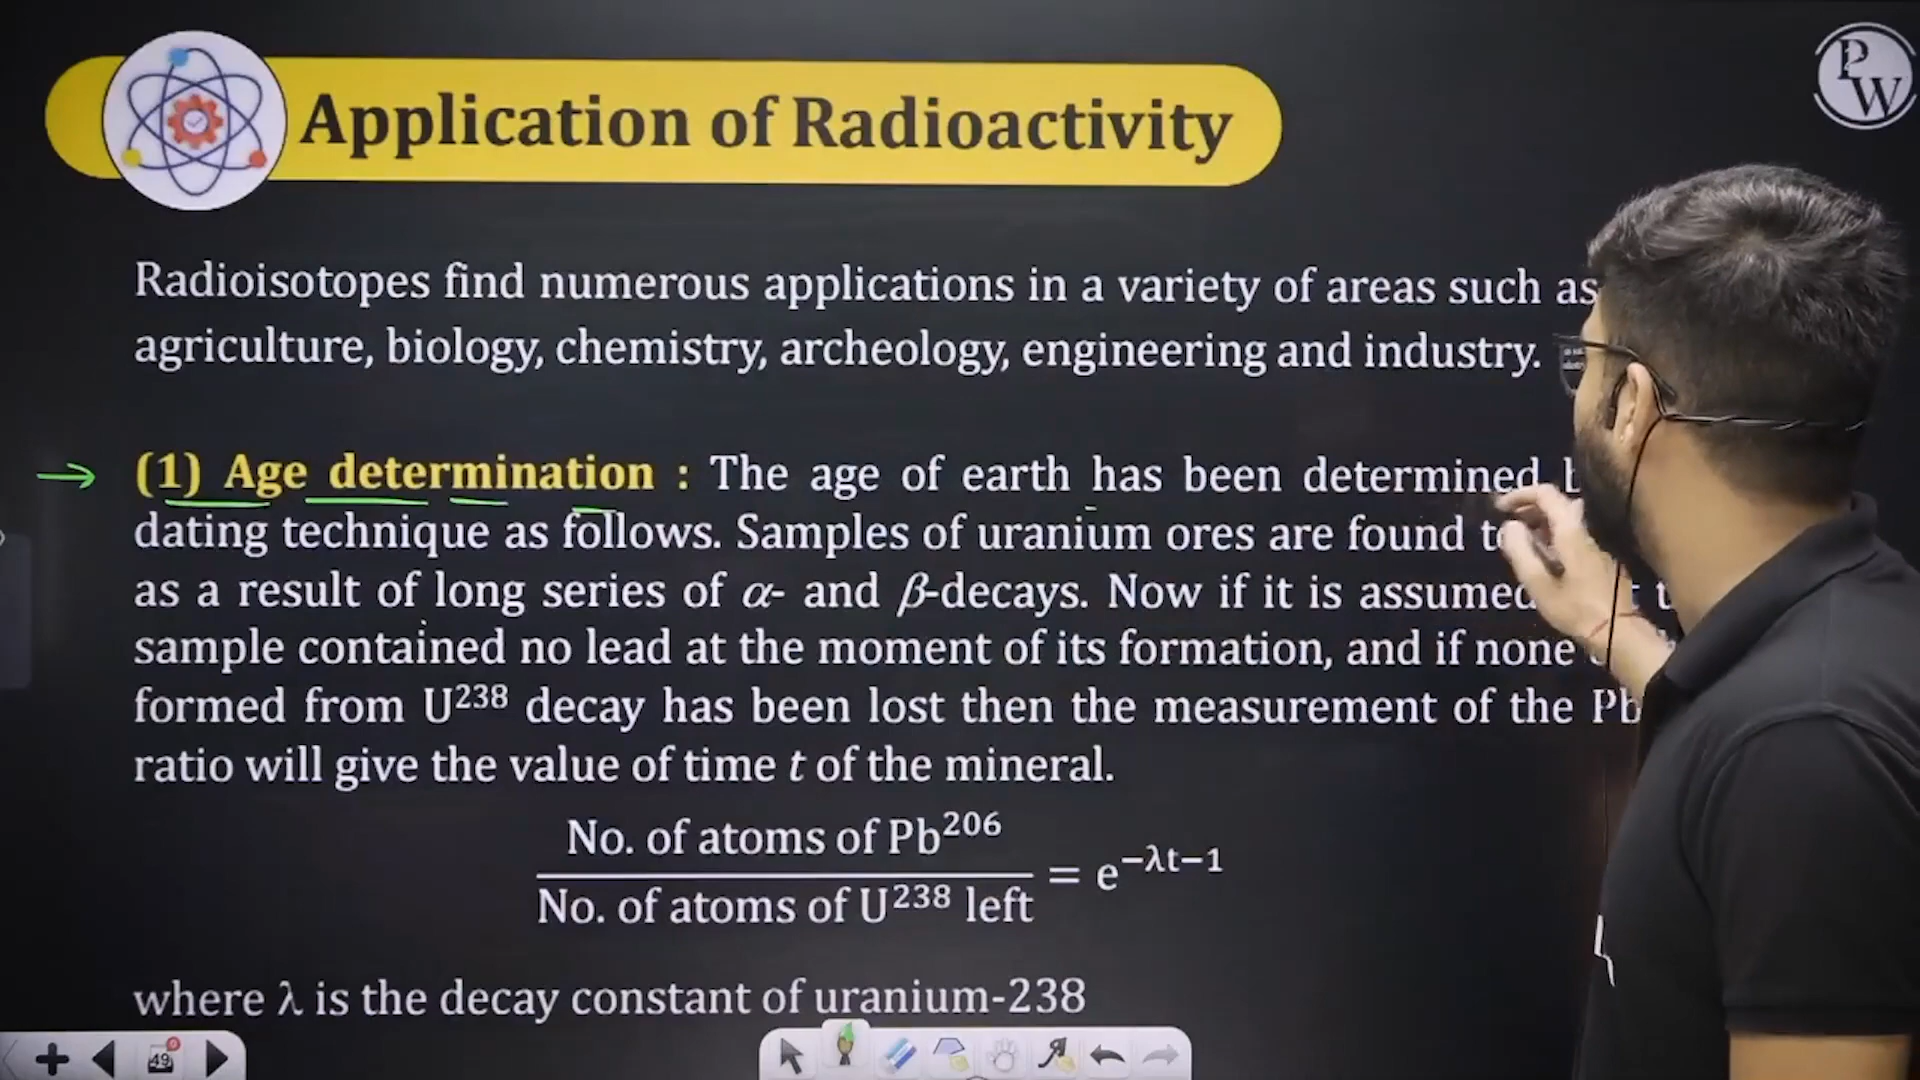 PW
Application of Radioactivity
Radioisotopes find numerous applications in a variety of areas such as
agriculture, biology, chemistry, archeology, engineering and industry.
(1) Age determination : The age of earth has been determined
dating technique as follows. Samples of uranium ores are found
as a result of long series of α- and β-decays. Now if it is assumed
sample contained no lead at the moment of its formation, and if none
formed from U²³⁸ decay has been lost then the measurement of the Pb
ratio will give the value of time t of the mineral.
No. of atoms of Pb²⁰⁶
No. of atoms of U²³⁸ left
= e^−λt−1
where λ is the decay constant of uranium-238
49
0